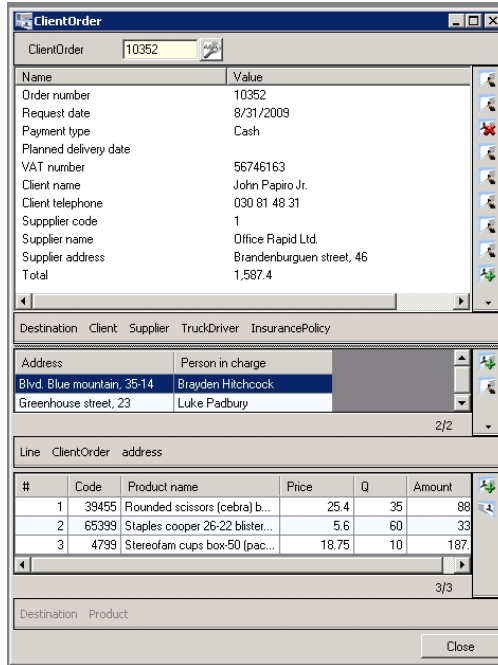 ClientOrder
ClientOrder 10352
Name Value
Order number 10352
Request date 8/31/2009
Payment type Cash
Planned delivery date
VAT number 56746163
Client name John Papiro Jr.
Client telephone 030 81 48 31
Suppplier code 1
Supplier name Office Rapid Ltd.
Supplier address Brandenburguen street, 46
Total 1,587.4
Destination Client Supplier TruckDriver InsurancePolicy
Address Person in charge
Blvd. Blue mountain, 35-14 Brayden Hitchcock
Greenhouse street, 23 Luke Padbury
2/2
Line ClientOrder address
# Code Product name Price Q Amount
1 39455 Rounded scissors (cebra) b... 25.4 35 88
2 65399 Staples cooper 26-22 blister... 5.6 60 33
3 4799 Stereofam cups box-50 (pac... 18.75 10 187.
3/3
Destination Product
Close